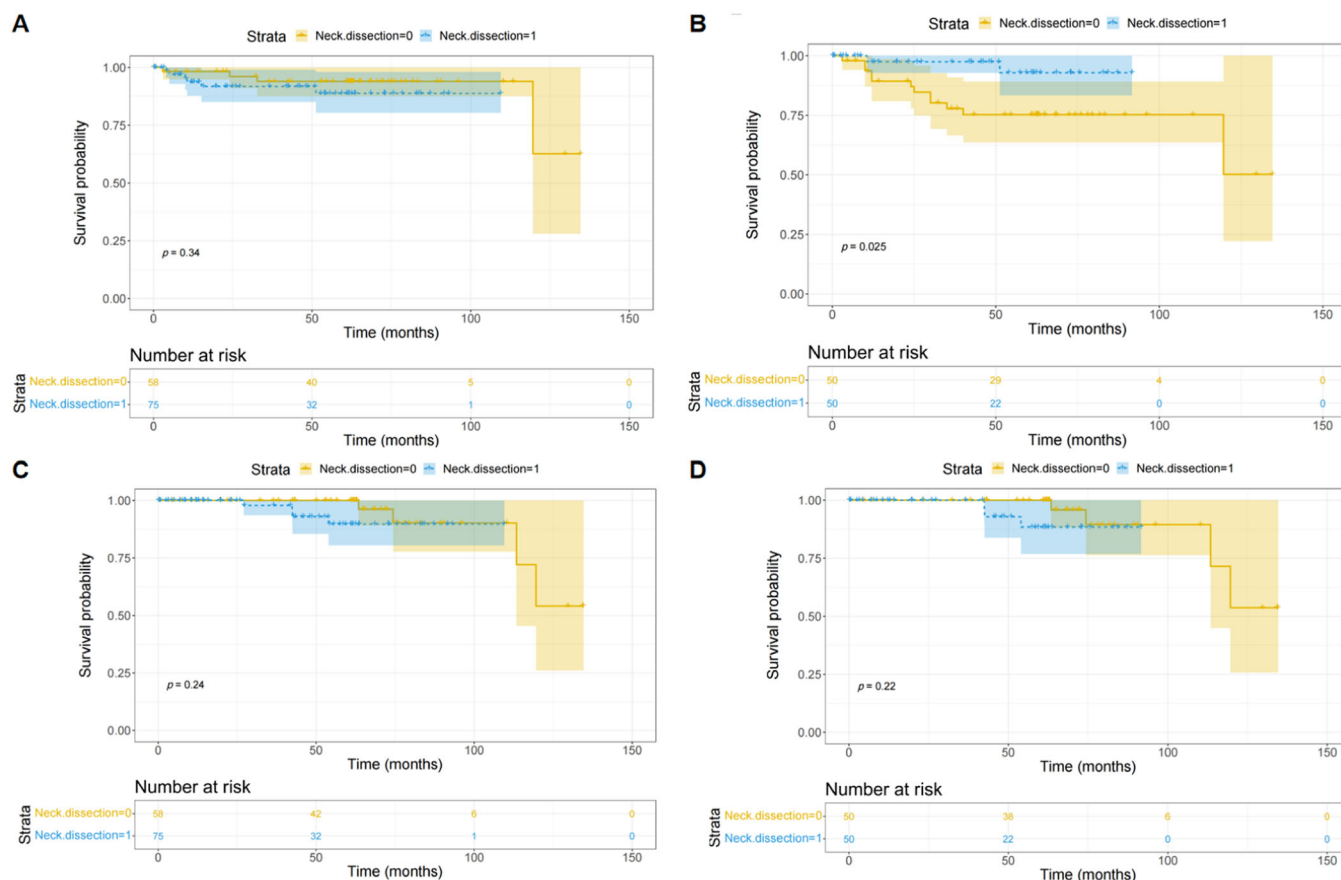 A
Strata Neck.dissection=0 Neck.dissection=1
Survival probability
1.00
0.75
0.50
0.25
0.00
p = 0.34
0 50 100 150
Time (months)
Number at risk
Strata
Neck.dissection=0 58 40 5 0
Neck.dissection=1 75 32 1 0
0 50 100 150
Time (months)
B
Strata Neck.dissection=0 Neck.dissection=1
Survival probability
1.00
0.75
0.50
0.25
0.00
p = 0.025
0 50 100 150
Time (months)
Number at risk
Strata
Neck.dissection=0 50 29 4 0
Neck.dissection=1 50 22 0 0
0 50 100 150
Time (months)
C
Strata Neck.dissection=0 Neck.dissection=1
Survival probability
1.00
0.75
0.50
0.25
0.00
p = 0.24
0 50 100 150
Time (months)
Number at risk
Strata
Neck.dissection=0 58 42 6 0
Neck.dissection=1 75 32 1 0
0 50 100 150
Time (months)
D
Strata Neck.dissection=0 Neck.dissection=1
Survival probability
1.00
0.75
0.50
0.25
0.00
p = 0.22
0 50 100 150
Time (months)
Number at risk
Strata
Neck.dissection=0 50 38 6 0
Neck.dissection=1 50 22 0 0
0 50 100 150
Time (months)